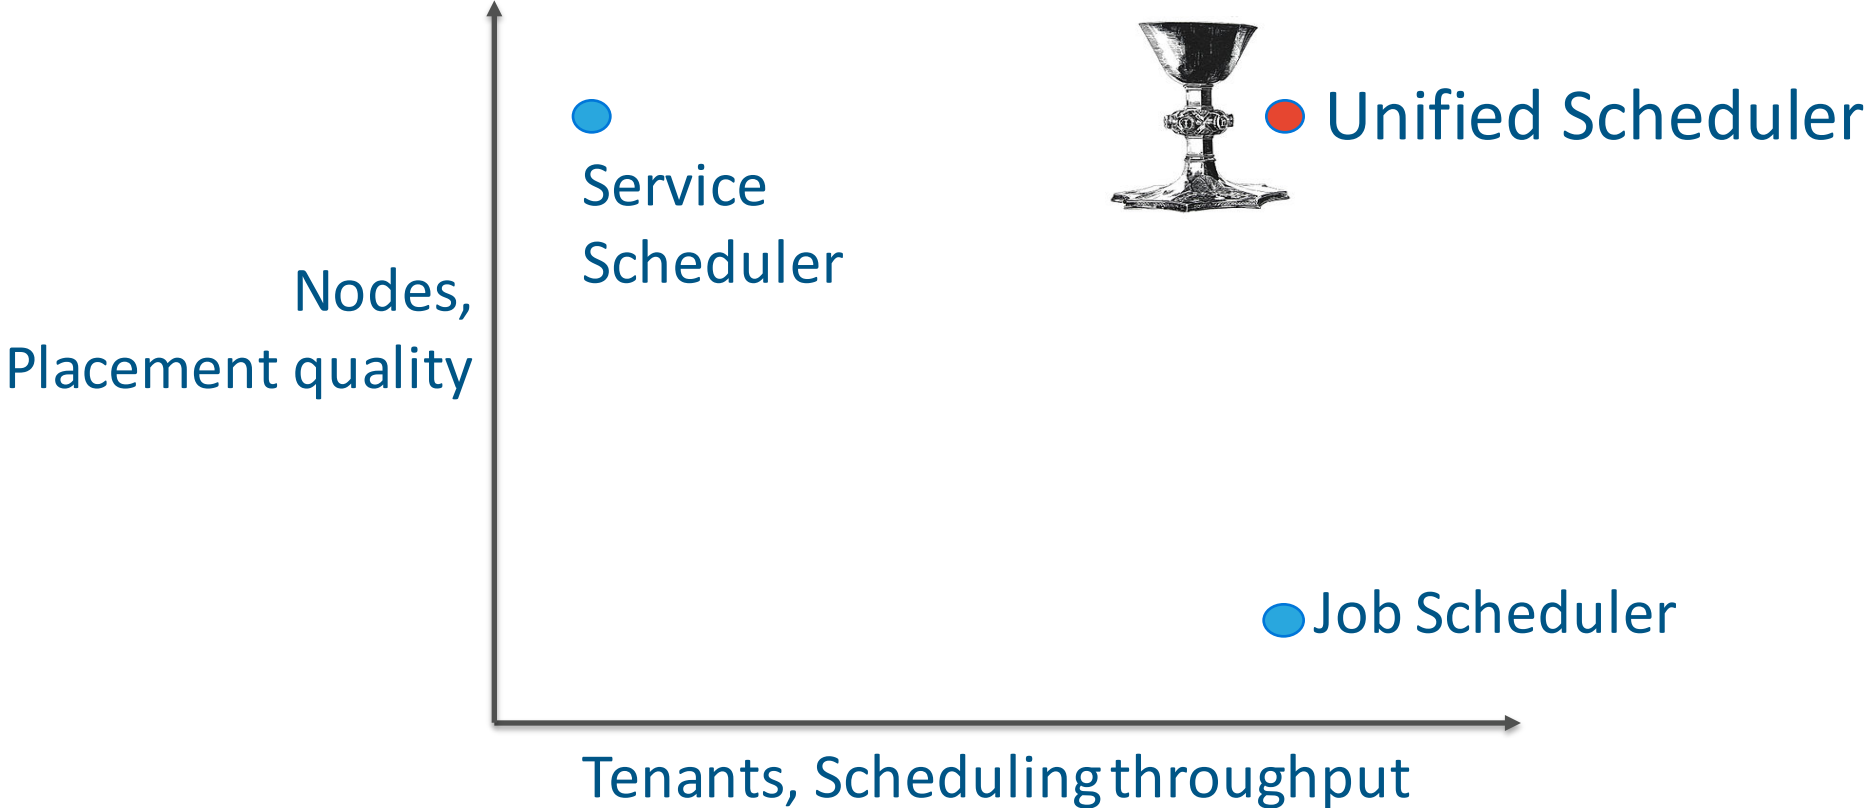 Unified Scheduler
Service
Scheduler
Nodes,
Placement quality
Job Scheduler
Tenants, Scheduling throughput